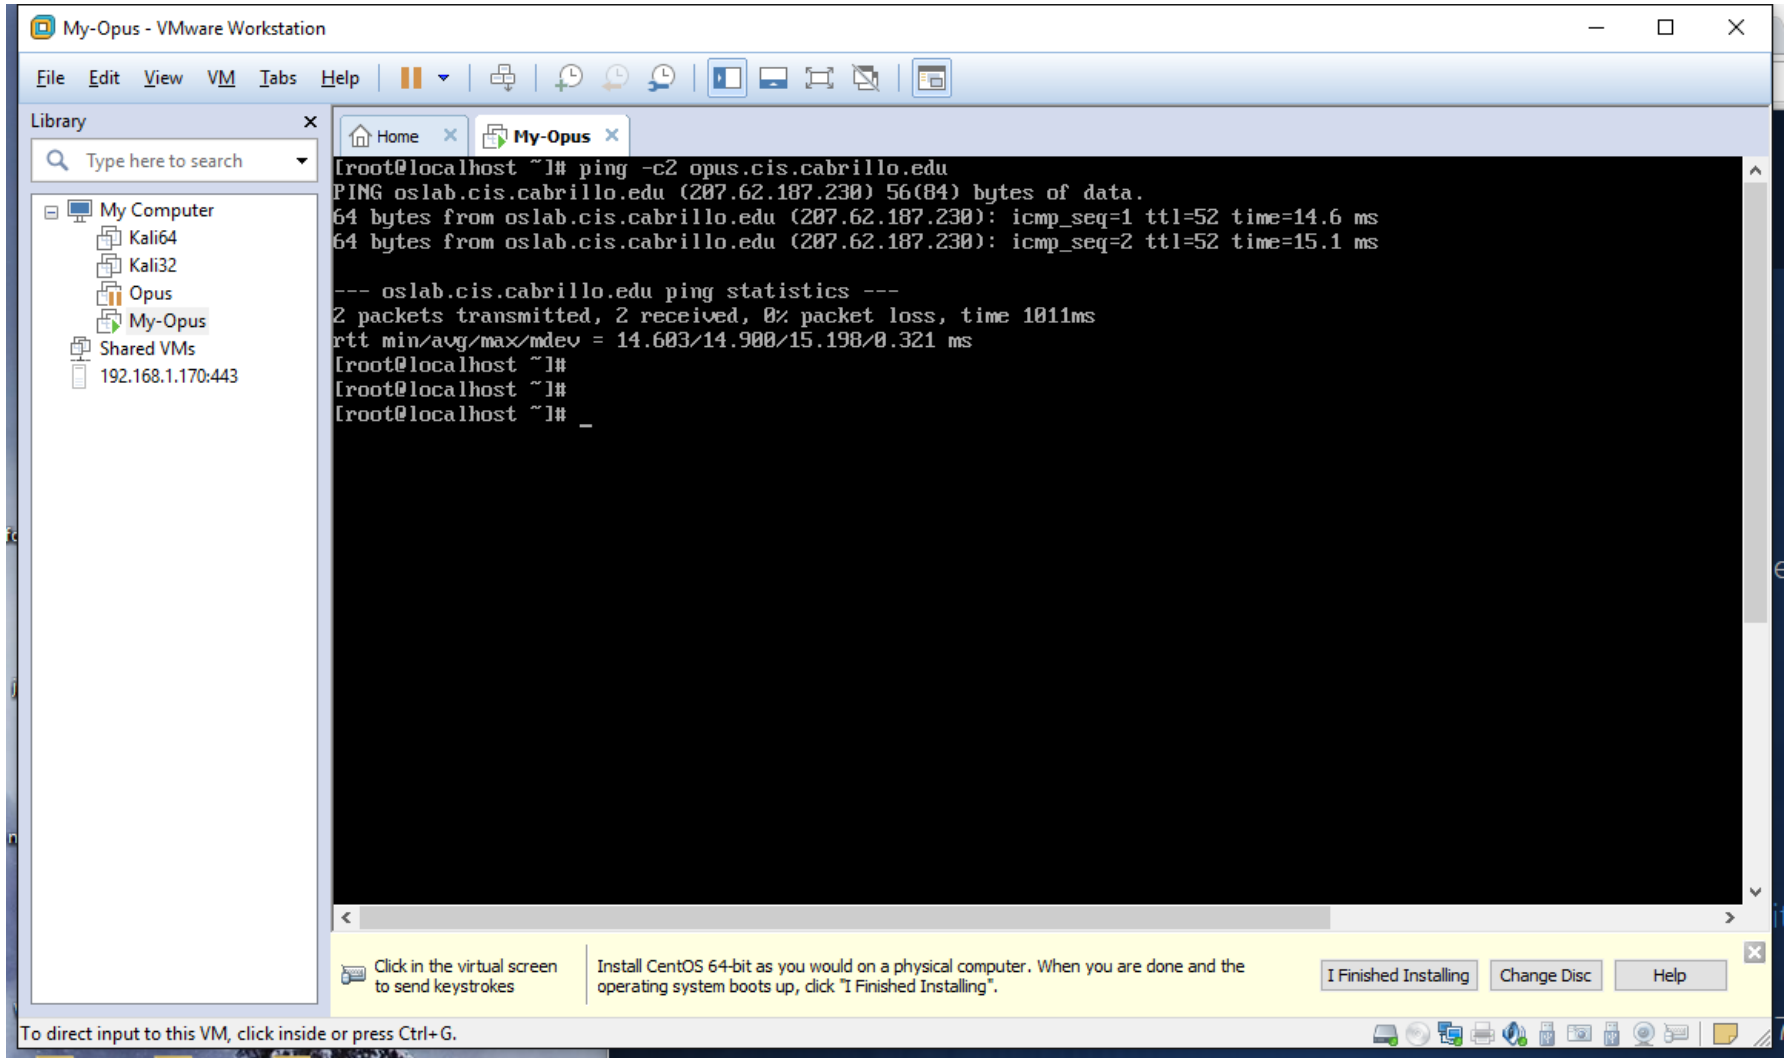 My-Opus - VMware Workstation
File Edit View VM Tabs Help
Library
Type here to search
My Computer
Kali64
Kali32
Opus
My-Opus
Shared VMs
192.168.1.170:443
Home
My-Opus
[root@localhost ~]# ping -c2 opus.cis.cabrillo.edu
PING oslab.cis.cabrillo.edu (207.62.187.230) 56(84) bytes of data.
64 bytes from oslab.cis.cabrillo.edu (207.62.187.230): icmp_seq=1 ttl=52 time=14.6 ms
64 bytes from oslab.cis.cabrillo.edu (207.62.187.230): icmp_seq=2 ttl=52 time=15.1 ms
--- oslab.cis.cabrillo.edu ping statistics ---
2 packets transmitted, 2 received, 0% packet loss, time 1011ms
rtt min/avg/max/mdev = 14.603/14.900/15.198/0.321 ms
[root@localhost ~]#
[root@localhost ~]#
[root@localhost ~]# _
Click in the virtual screen
to send keystrokes
Install CentOS 64-bit as you would on a physical computer. When you are done and the
operating system boots up, click "I Finished Installing".
I Finished Installing
Change Disc
Help
To direct input to this VM, click inside or press Ctrl+G.